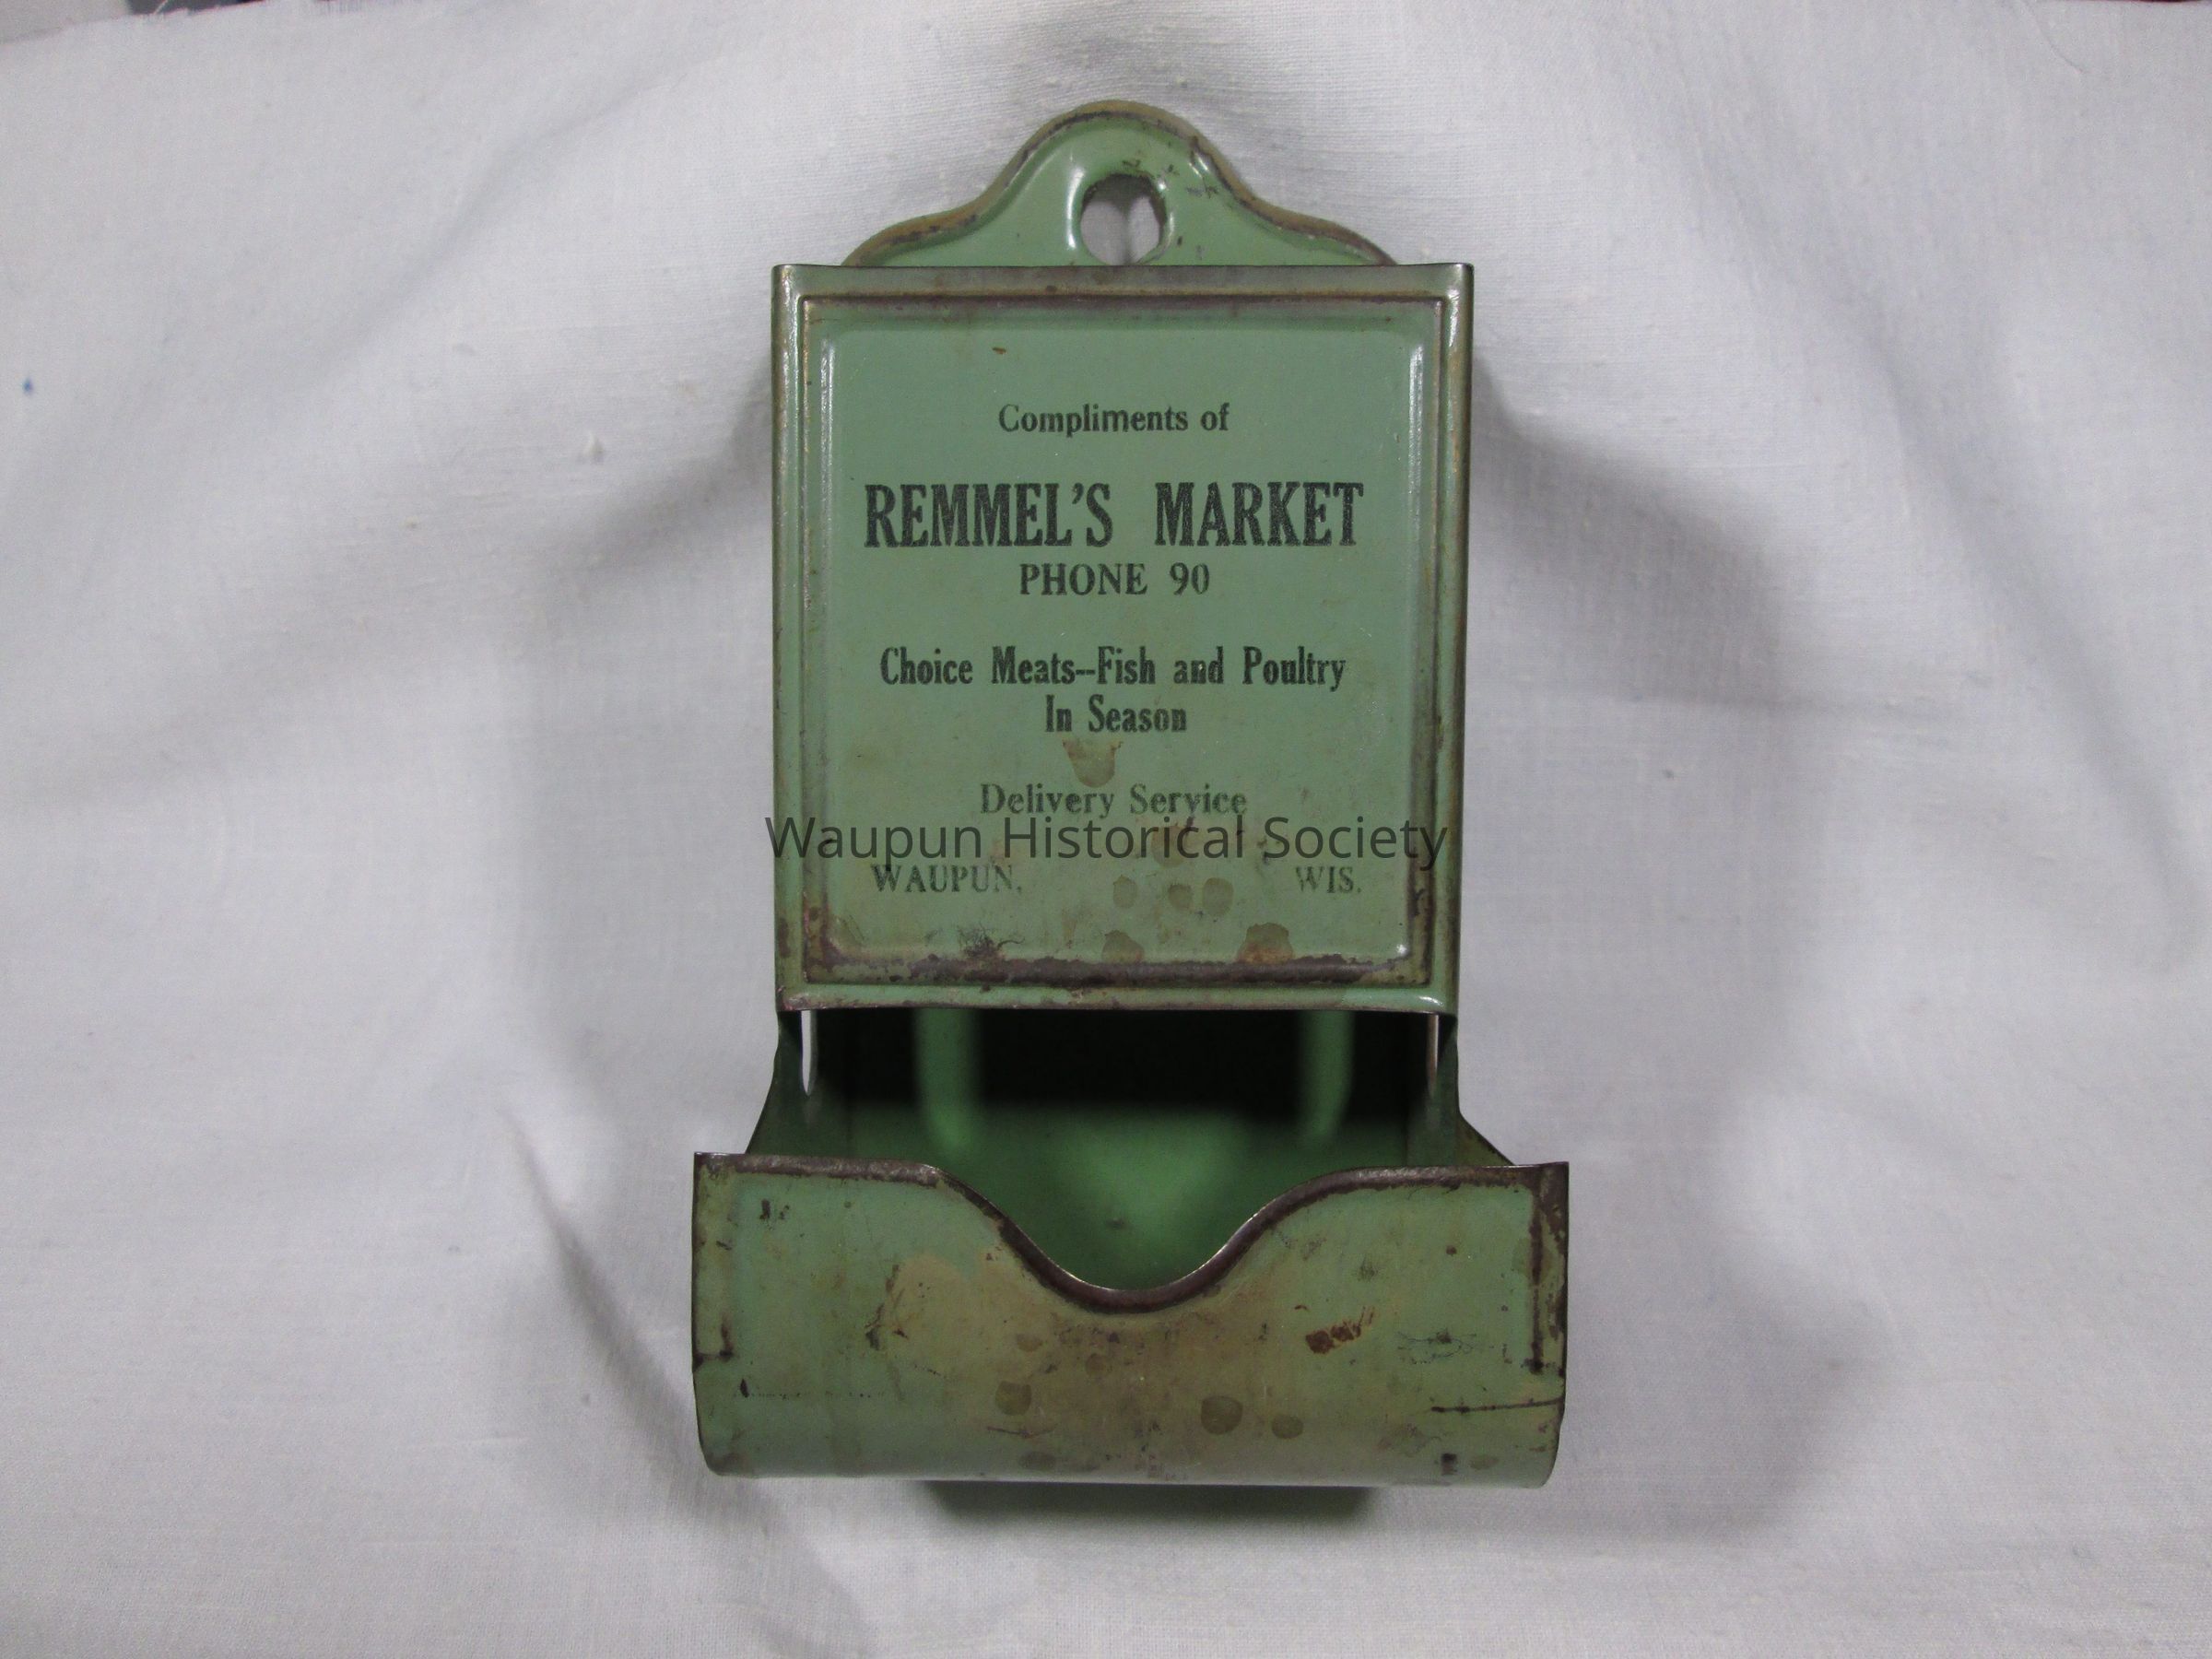 Compliments of
REMMEL'S MARKET
PHONE 90
Choice Meats--Fish and Poultry
In Season
Delivery Service
Waupun Historical Society
WAUPUN, WIS.